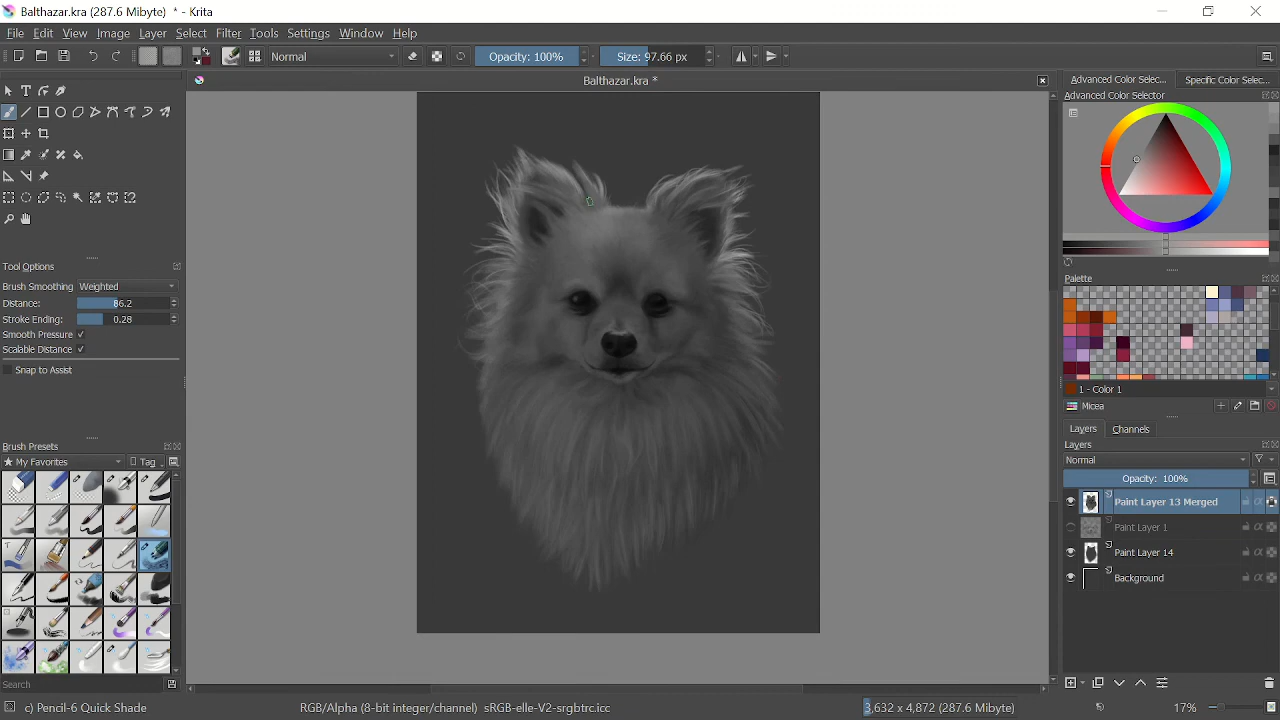 Balthazar.kra (287.6 Mibyte) * - Krita
File Edit View Image Layer Select Filter Tools Settings Window Help
Normal Opacity: 100% Size: 97.66 px
Balthazar.kra *
Advanced Color Selec... Specific Color Selec...
Advanced Color Selector
Tool Options
Brush Smoothing Weighted
Distance: 86.2
Stroke Ending: 0.28
Smooth Pressure
Scalable Distance
Snap to Assist
Palette
1 - Color 1
Micea
Layers Channels
Layers
Normal
Opacity: 100%
Paint Layer 13 Merged
Paint Layer 1
Paint Layer 14
Background
Brush Presets
My Favorites Tag
Search
c) Pencil-6 Quick Shade RGB/Alpha (8-bit integer/channel) sRGB-elle-V2-srgbtrc.icc 3,632 x 4,872 (287.6 Mibyte) 17%